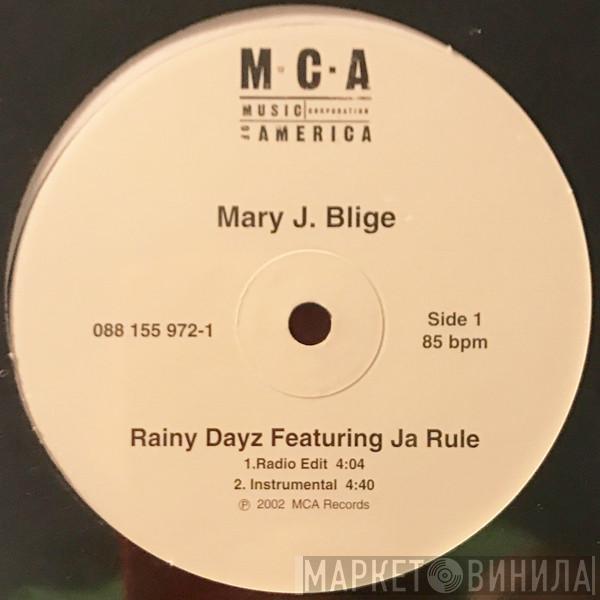 M·C·A
MUSIC CORPORATION
OF AMERICA
Mary J. Blige
088 155 972-1
Side 1
85 bpm
Rainy Dayz Featuring Ja Rule
1.Radio Edit 4:04
2. Instrumental 4:40
℗ 2002 MCA Records
МАРКЕТ ВИНИЛА